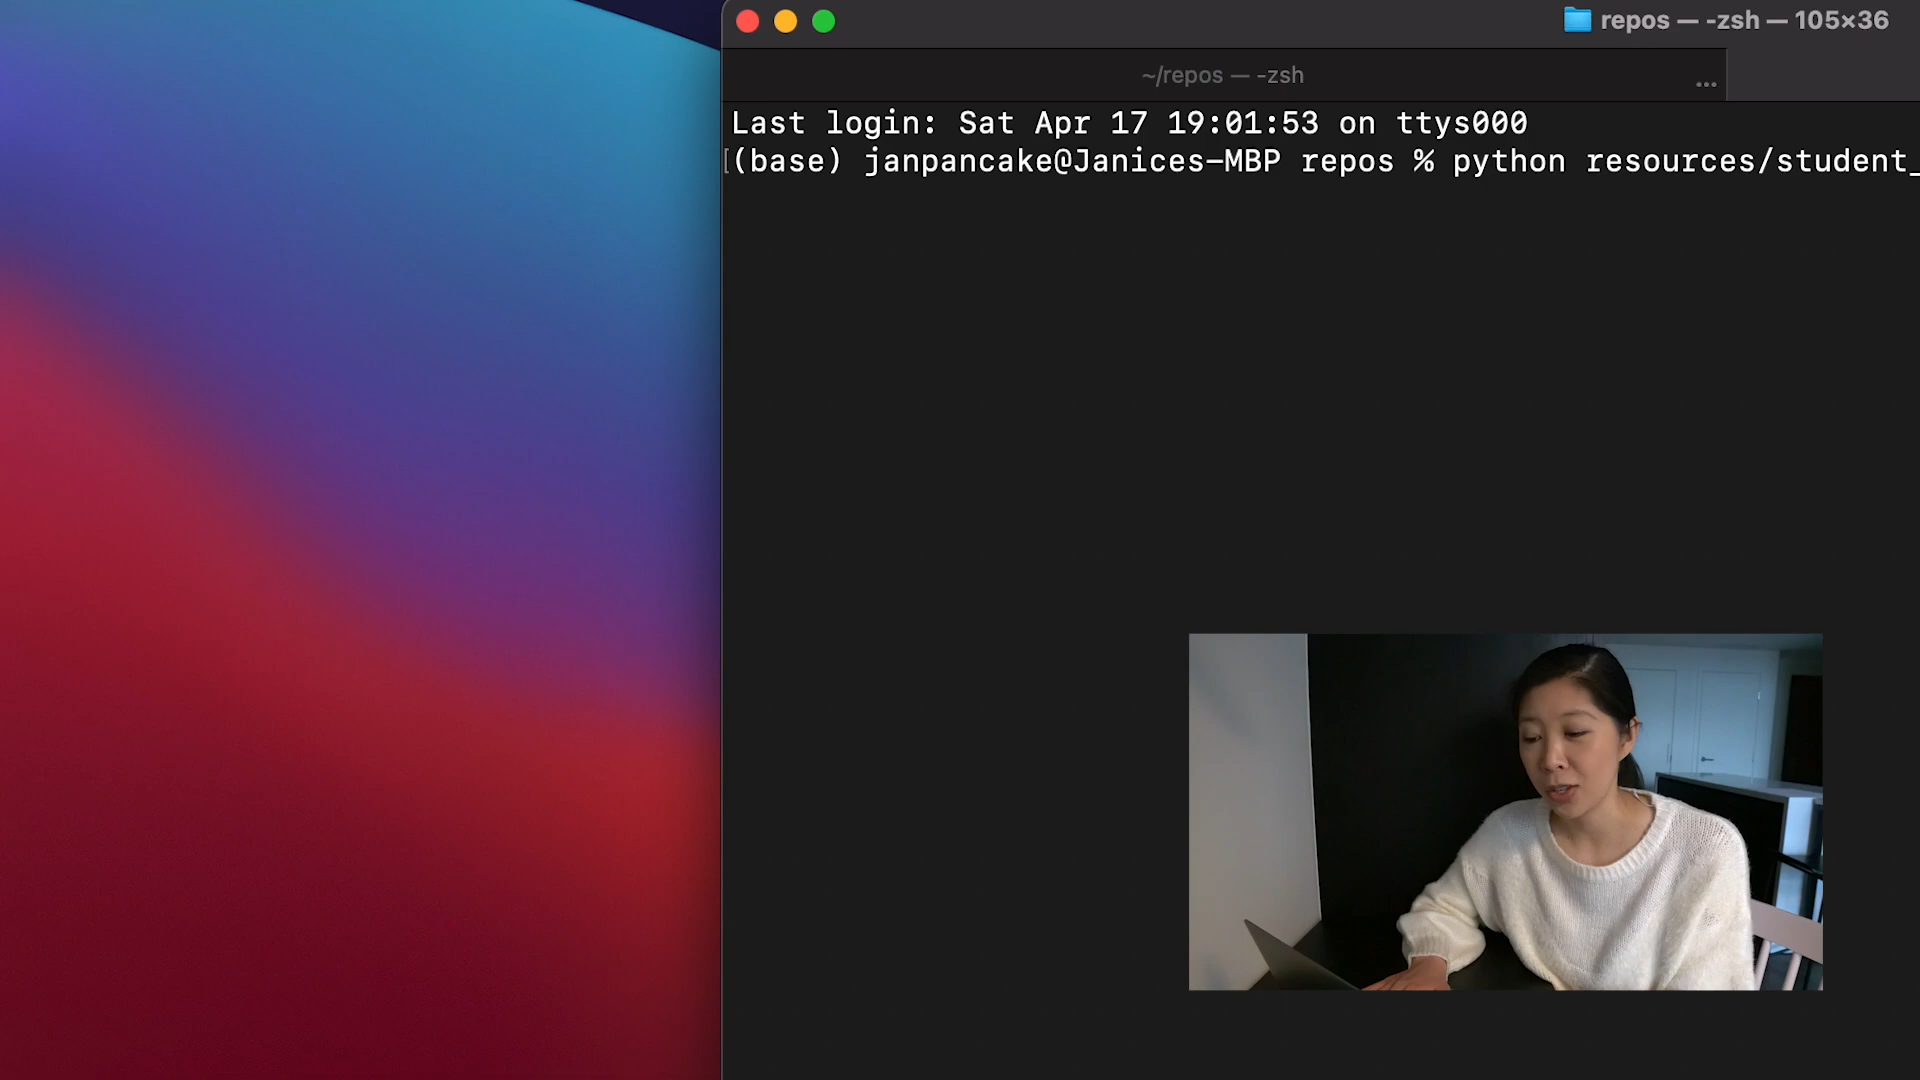 repos — -zsh — 105×36
~/repos — -zsh
...
Last login: Sat Apr 17 19:01:53 on ttys000
[(base) janpancake@Janices-MBP repos % python resources/student_